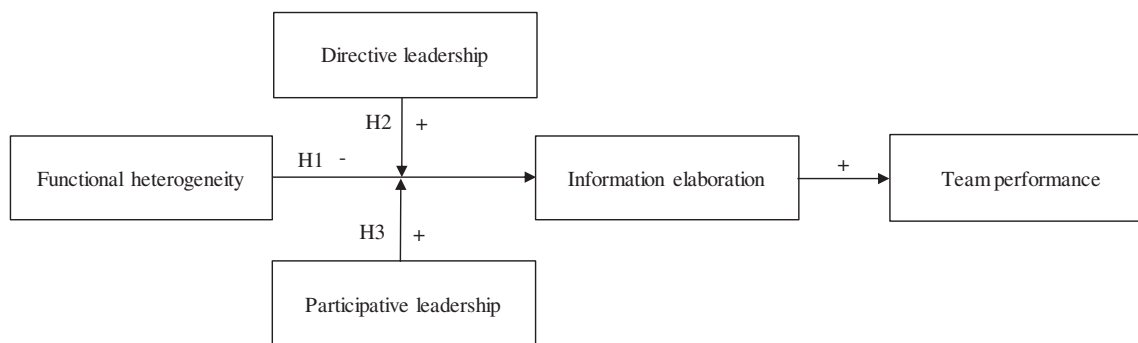 Directive leadership
H2 +
H1 -
Functional heterogeneity
Information elaboration
+
Team performance
H3 +
Participative leadership